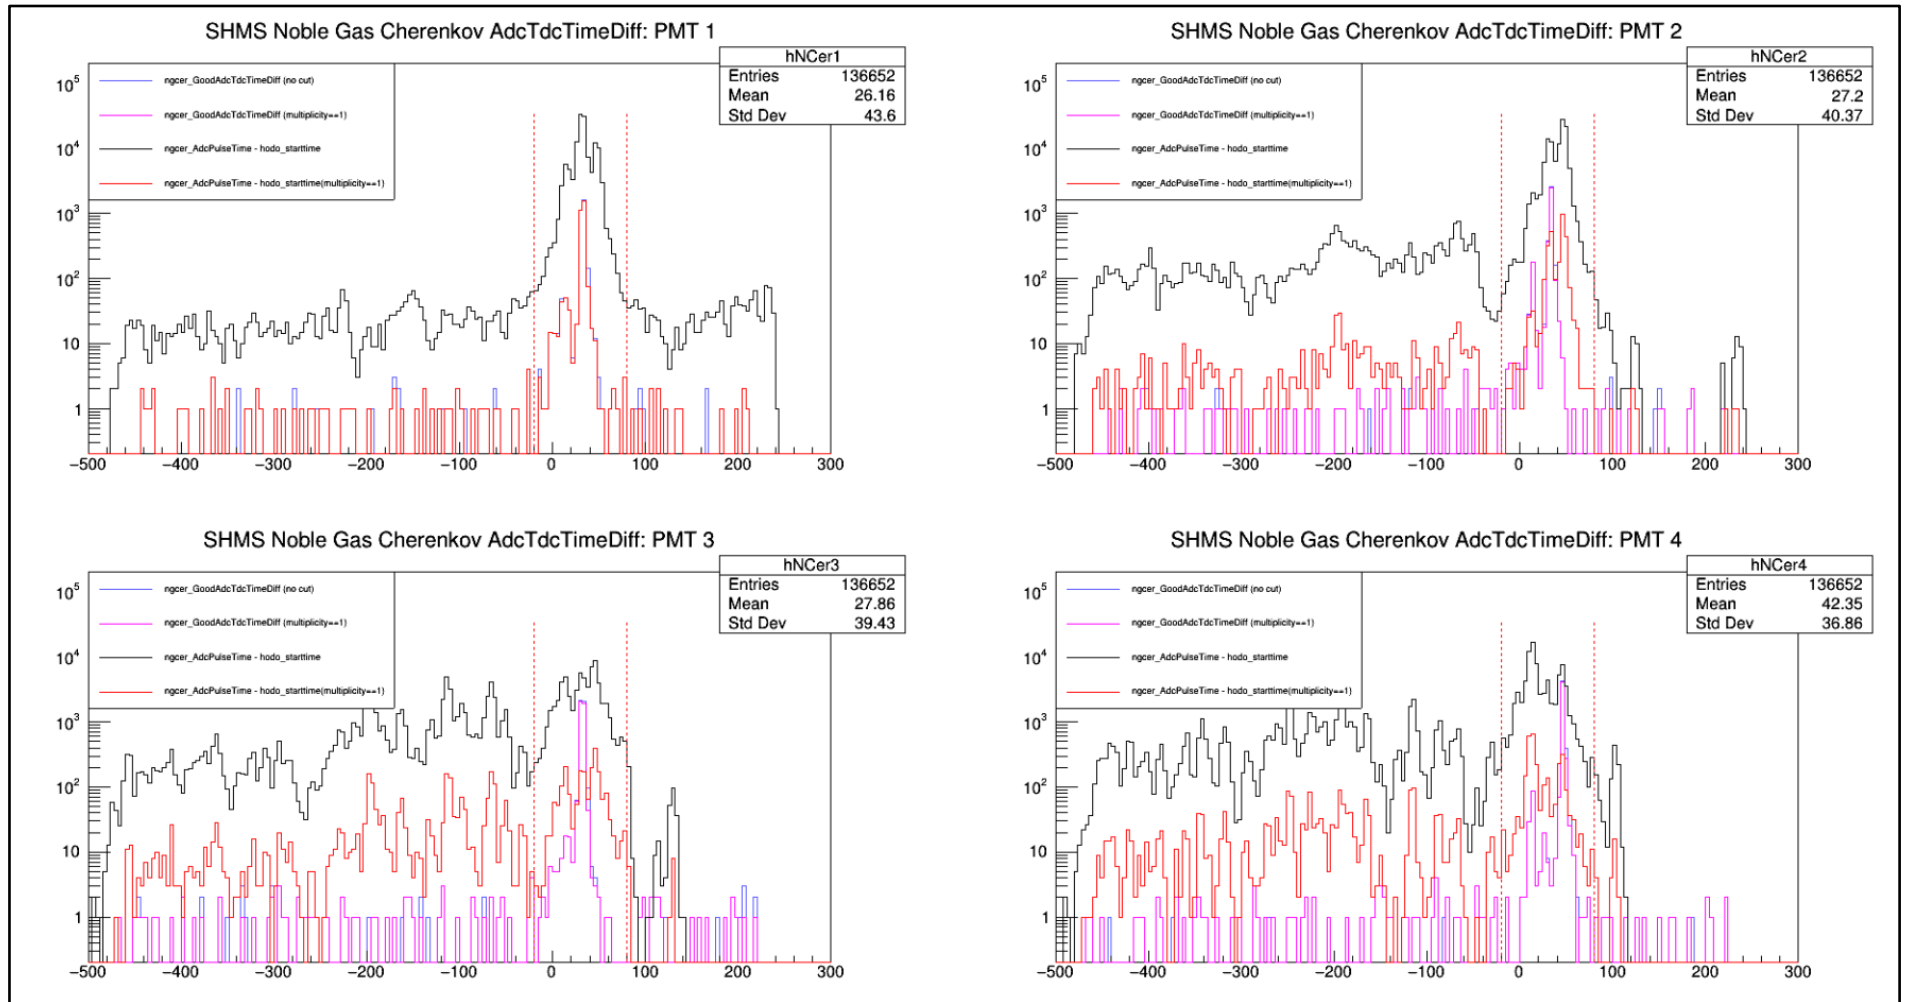 SHMS Noble Gas Cherenkov AdcTdcTimeDiff: PMT 1
hNCer1
Entries 136652
Mean 26.16
Std Dev 43.6
ngcer_GoodAdcTdcTimeDiff (no cut)
ngcer_GoodAdcTdcTimeDiff (multiplicity==1)
ngcer_AdcPulseTime - hodo_starttime
ngcer_AdcPulseTime - hodo_starttime(multiplicity==1)
10^5
10^4
10^3
10^2
10
1
−500 −400 −300 −200 −100 0 100 200 300
SHMS Noble Gas Cherenkov AdcTdcTimeDiff: PMT 2
hNCer2
Entries 136652
Mean 27.2
Std Dev 40.37
ngcer_GoodAdcTdcTimeDiff (no cut)
ngcer_GoodAdcTdcTimeDiff (multiplicity==1)
ngcer_AdcPulseTime - hodo_starttime
ngcer_AdcPulseTime - hodo_starttime(multiplicity==1)
10^5
10^4
10^3
10^2
10
1
−500 −400 −300 −200 −100 0 100 200 300
SHMS Noble Gas Cherenkov AdcTdcTimeDiff: PMT 3
hNCer3
Entries 136652
Mean 27.86
Std Dev 39.43
ngcer_GoodAdcTdcTimeDiff (no cut)
ngcer_GoodAdcTdcTimeDiff (multiplicity==1)
ngcer_AdcPulseTime - hodo_starttime
ngcer_AdcPulseTime - hodo_starttime(multiplicity==1)
10^5
10^4
10^3
10^2
10
1
−500 −400 −300 −200 −100 0 100 200 300
SHMS Noble Gas Cherenkov AdcTdcTimeDiff: PMT 4
hNCer4
Entries 136652
Mean 42.35
Std Dev 36.86
ngcer_GoodAdcTdcTimeDiff (no cut)
ngcer_GoodAdcTdcTimeDiff (multiplicity==1)
ngcer_AdcPulseTime - hodo_starttime
ngcer_AdcPulseTime - hodo_starttime(multiplicity==1)
10^5
10^4
10^3
10^2
10
1
−500 −400 −300 −200 −100 0 100 200 300